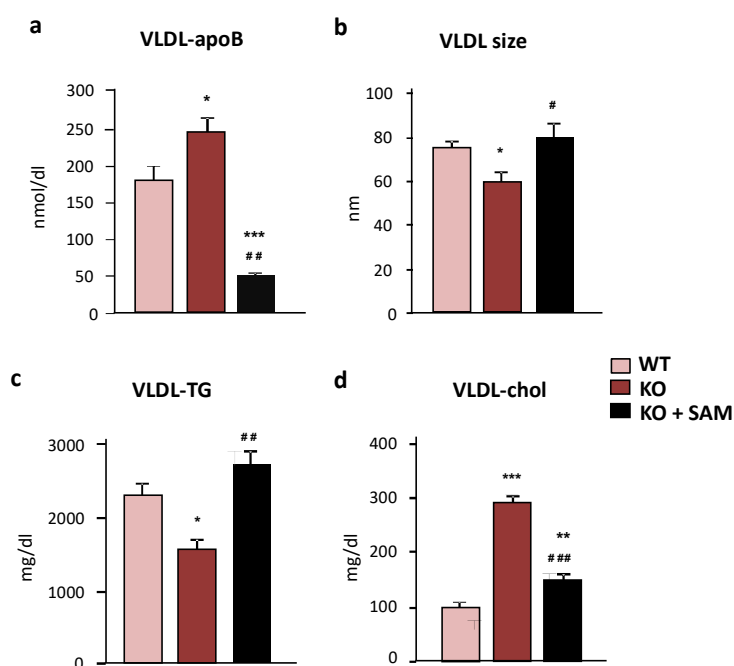 a
VLDL-apoB
300
250
200
150
100
50
0
nmol/dl
*
***
##
b
VLDL size
100
80
60
40
20
0
nm
*
#
c
VLDL-TG
3000
2000
1000
0
mg/dl
*
##
d
VLDL-chol
400
300
200
100
0
mg/dl
***
**
###
WT
KO
KO + SAM